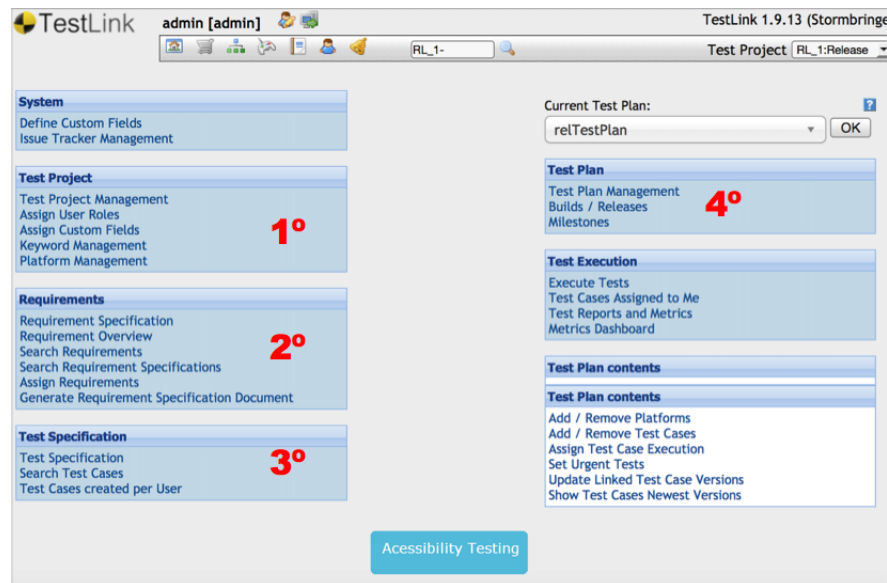 TestLink
admin [admin]
TestLink 1.9.13 (Stormbringe
RL_1-
Test Project RL_1:Release
System
Define Custom Fields
Issue Tracker Management
Test Project
Test Project Management
Assign User Roles
Assign Custom Fields
Keyword Management
Platform Management
1º
Requirements
Requirement Specification
Requirement Overview
Search Requirements
Search Requirement Specifications
Assign Requirements
Generate Requirement Specification Document
2º
Test Specification
Test Specification
Search Test Cases
Test Cases created per User
3º
Current Test Plan:
?
relTestPlan
OK
Test Plan
Test Plan Management
Builds / Releases
Milestones
4º
Test Execution
Execute Tests
Test Cases Assigned to Me
Test Reports and Metrics
Metrics Dashboard
Test Plan contents
Test Plan contents
Add / Remove Platforms
Add / Remove Test Cases
Assign Test Case Execution
Set Urgent Tests
Update Linked Test Case Versions
Show Test Cases Newest Versions
Acessibility Testing